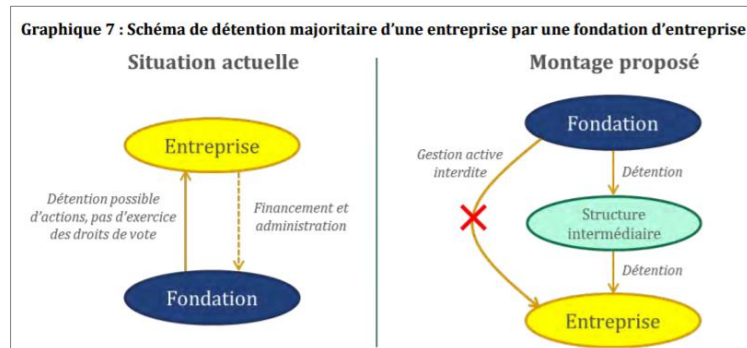 Graphique 7 : Schéma de détention majoritaire d'une entreprise par une fondation d'entreprise
Situation actuelle
Entreprise
Détention possible
d'actions, pas d'exercice
des droits de vote
Financement et
administration
Fondation
Montage proposé
Fondation
Gestion active
interdite
Détention
Structure
intermédiaire
Détention
Entreprise